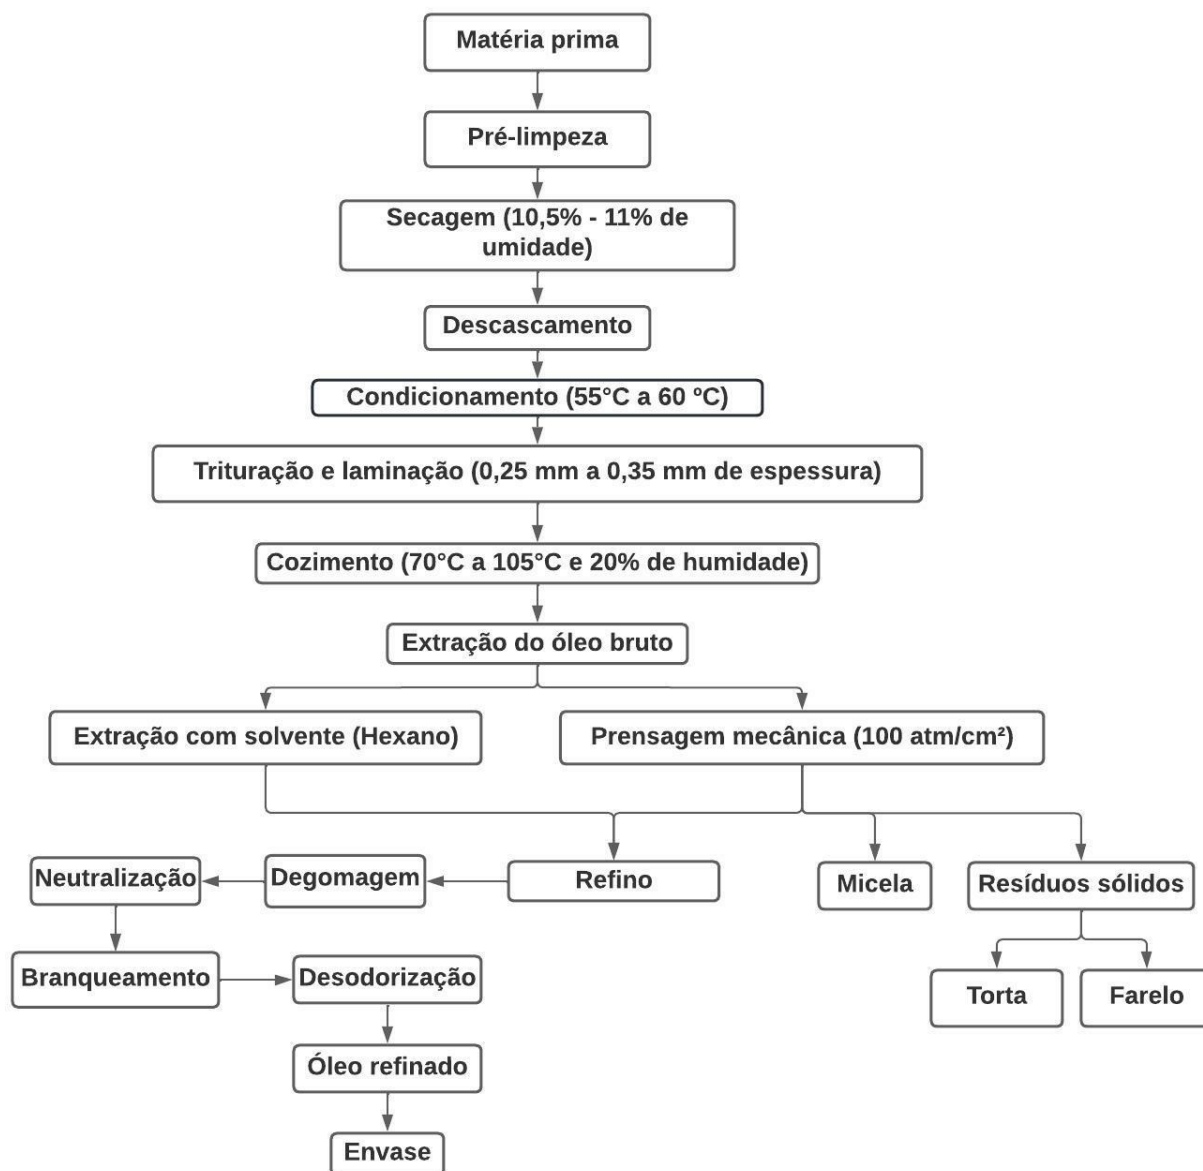 Matéria prima
Pré-limpeza
Secagem (10,5% - 11% de
umidade)
Descascamento
Condicionamento (55°C a 60 ºC)
Trituração e laminação (0,25 mm a 0,35 mm de espessura)
Cozimento (70°C a 105°C e 20% de humidade)
Extração do óleo bruto
Extração com solvente (Hexano)
Prensagem mecânica (100 atm/cm²)
Neutralização
Degomagem
Refino
Micela
Resíduos sólidos
Branqueamento
Desodorização
Torta
Farelo
Óleo refinado
Envase